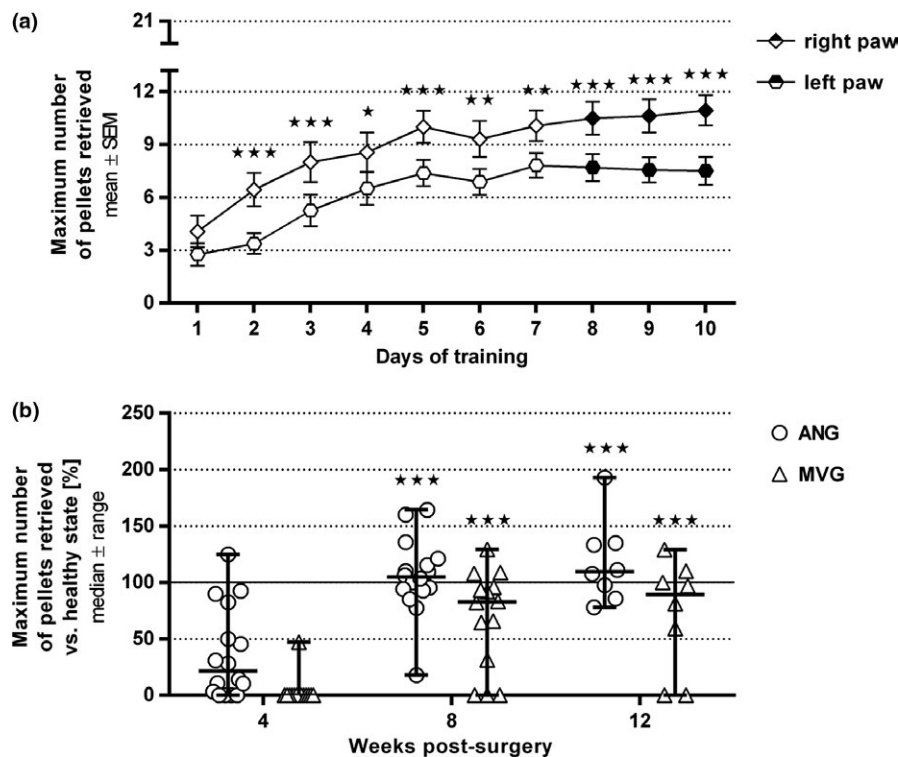 (a)
Maximum number
of pellets retrieved
mean ± SEM
21
12
9
6
3
0
★★★ ★★★ ★ ★★★ ★★ ★★ ★★★ ★★★ ★★★
right paw
left paw
1 2 3 4 5 6 7 8 9 10
Days of training
(b)
Maximum number
of pellets retrieved
vs. healthy state [%]
median ± range
250
200
150
100
50
0
★★★ ★★★ ★★★ ★★★
ANG
MVG
4 8 12
Weeks post-surgery